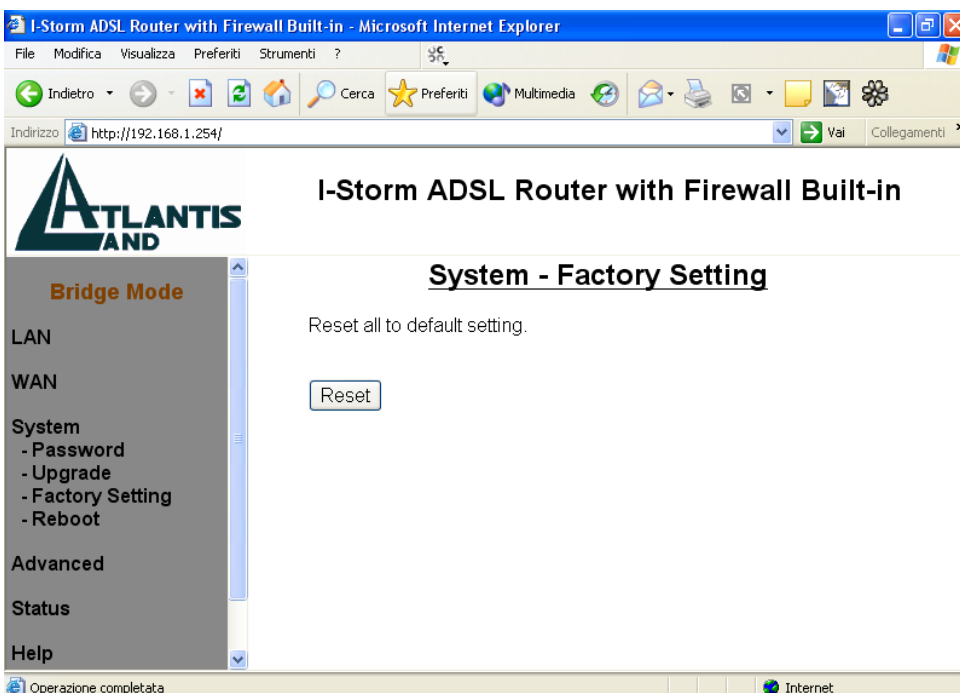 I-Storm ADSL Router with Firewall Built-in - Microsoft Internet Explorer
File Modifica Visualizza Preferiti Strumenti ?
Indietro Cerca Preferiti Multimedia
Indirizzo http://192.168.1.254/ Vai Collegamenti
ATLANTIS
LAND
I-Storm ADSL Router with Firewall Built-in
Bridge Mode
LAN
WAN
System
- Password
- Upgrade
- Factory Setting
- Reboot
Advanced
Status
Help
System - Factory Setting
Reset all to default setting.
Reset
Operazione completata Internet